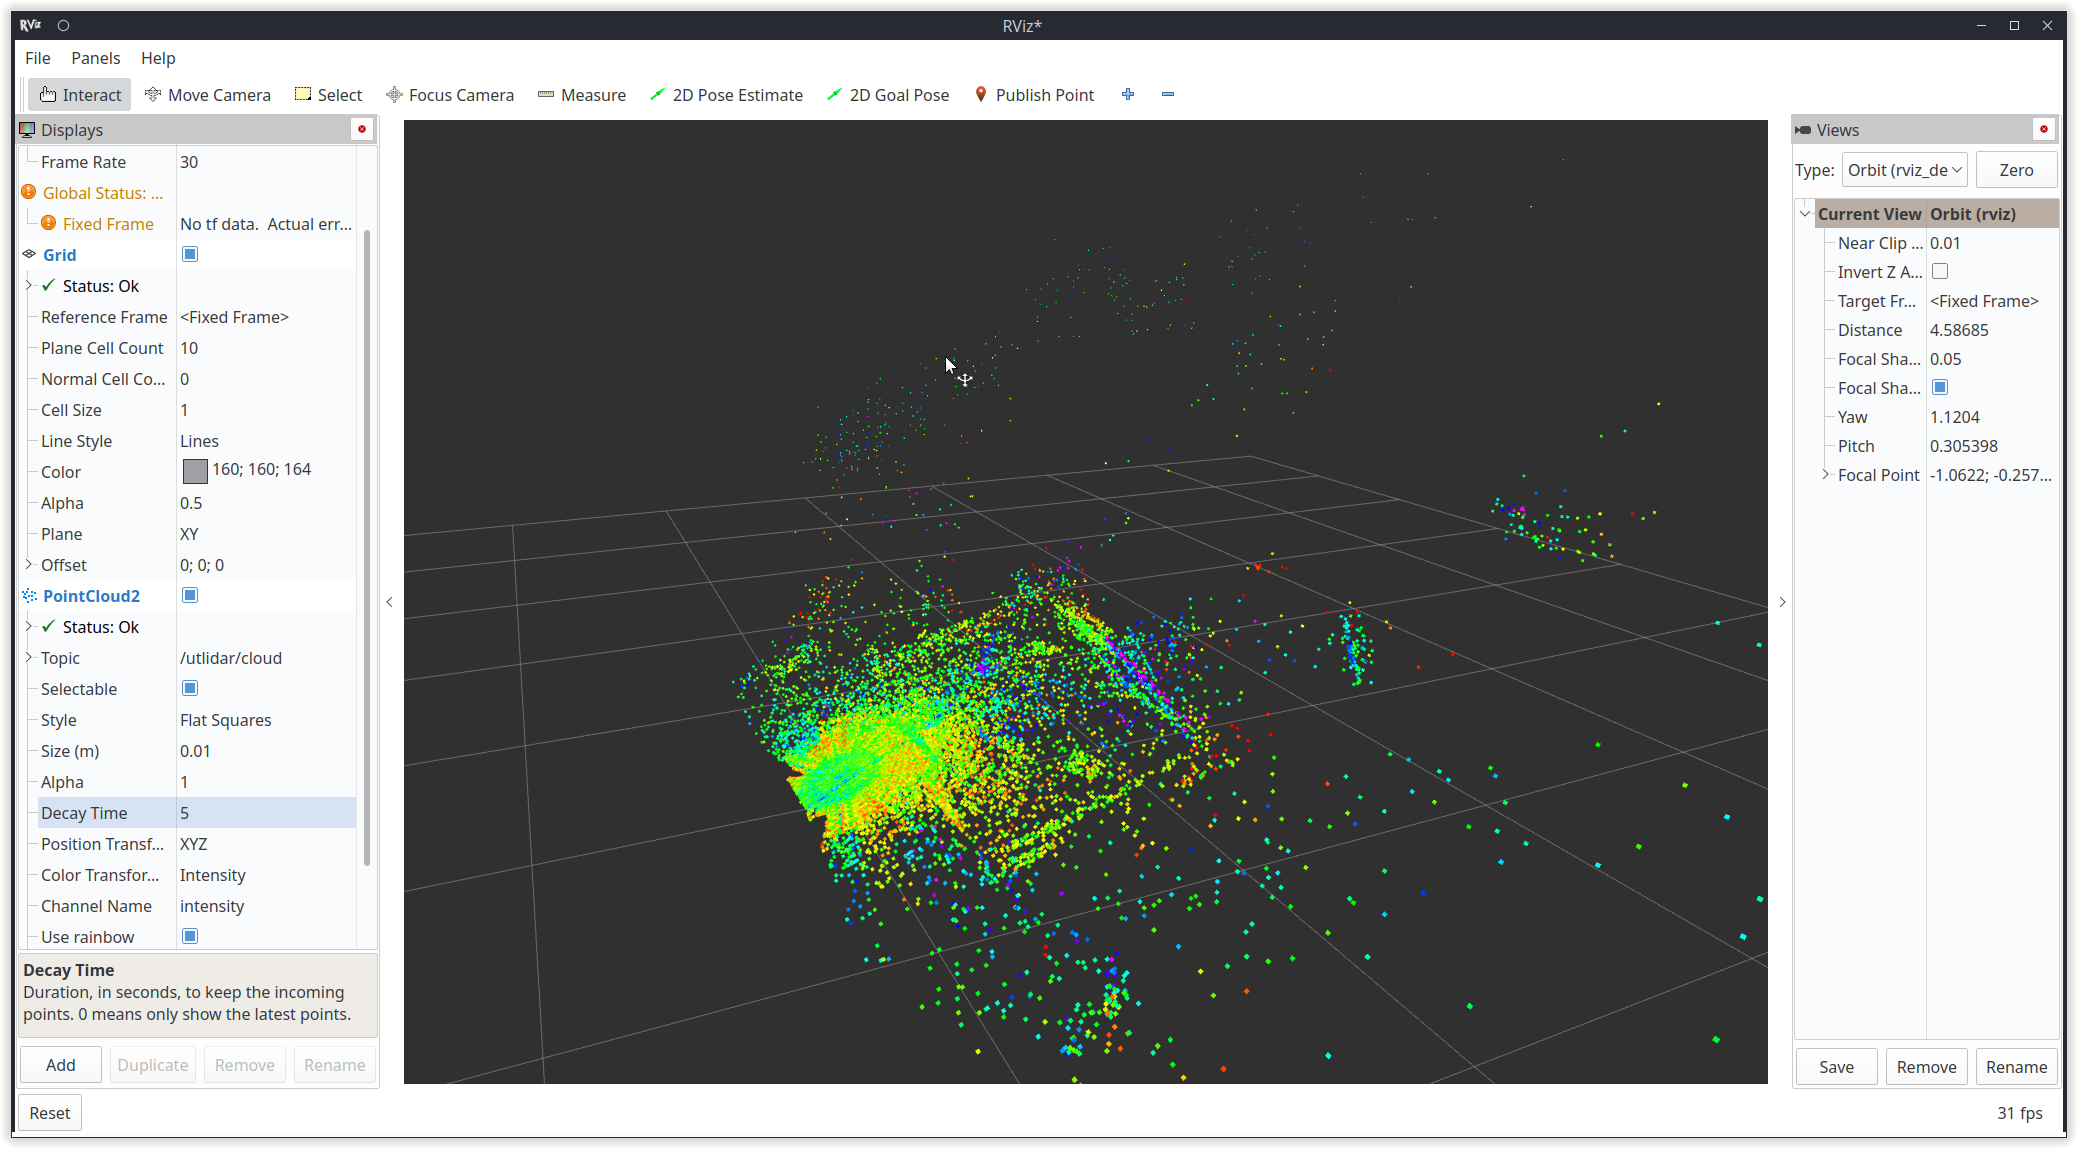 RViz
RViz*
File Panels Help
Interact Move Camera Select Focus Camera Measure 2D Pose Estimate 2D Goal Pose Publish Point
Displays
Frame Rate 30
Global Status: ...
Fixed Frame No tf data. Actual err...
Grid
Status: Ok
Reference Frame <Fixed Frame>
Plane Cell Count 10
Normal Cell Co... 0
Cell Size 1
Line Style Lines
Color 160; 160; 164
Alpha 0.5
Plane XY
Offset 0; 0; 0
PointCloud2
Status: Ok
Topic /utlidar/cloud
Selectable
Style Flat Squares
Size (m) 0.01
Alpha 1
Decay Time 5
Position Transf... XYZ
Color Transfor... Intensity
Channel Name intensity
Use rainbow
Decay Time
Duration, in seconds, to keep the incoming
points. 0 means only show the latest points.
Add Duplicate Remove Rename
Reset
Views
Type: Orbit (rviz_de Zero
Current View Orbit (rviz)
Near Clip ... 0.01
Invert Z A...
Target Fr... <Fixed Frame>
Distance 4.58685
Focal Sha... 0.05
Focal Sha...
Yaw 1.1204
Pitch 0.305398
Focal Point -1.0622; -0.257...
Save Remove Rename
31 fps